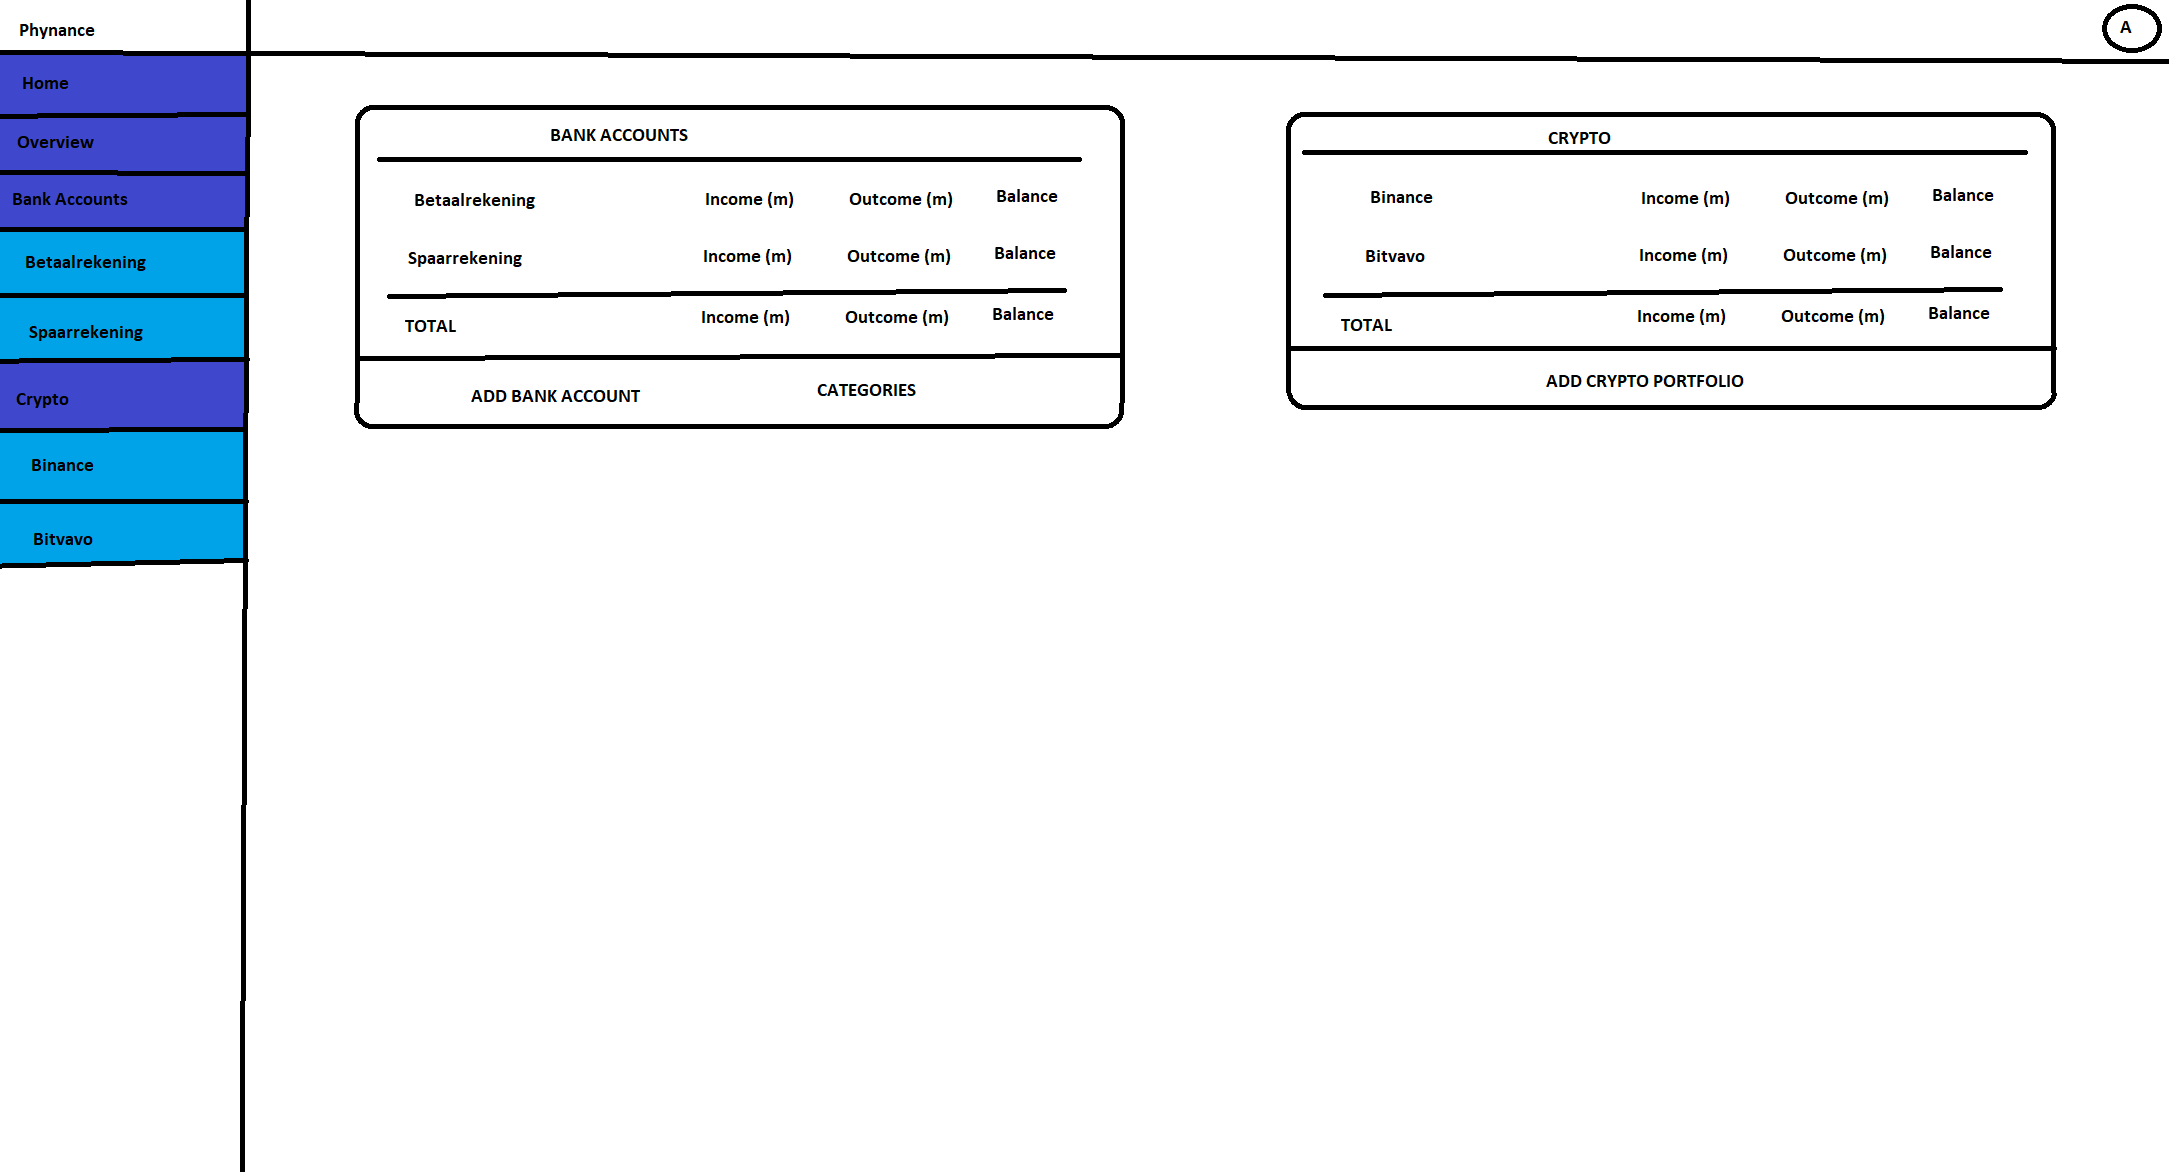 Phynance
A
Home
Overview
Bank Accounts
Betaalrekening
Spaarrekening
Crypto
Binance
Bitvavo
BANK ACCOUNTS
Betaalrekening Income (m) Outcome (m) Balance
Spaarrekening Income (m) Outcome (m) Balance
TOTAL Income (m) Outcome (m) Balance
ADD BANK ACCOUNT CATEGORIES
CRYPTO
Binance Income (m) Outcome (m) Balance
Bitvavo Income (m) Outcome (m) Balance
TOTAL Income (m) Outcome (m) Balance
ADD CRYPTO PORTFOLIO